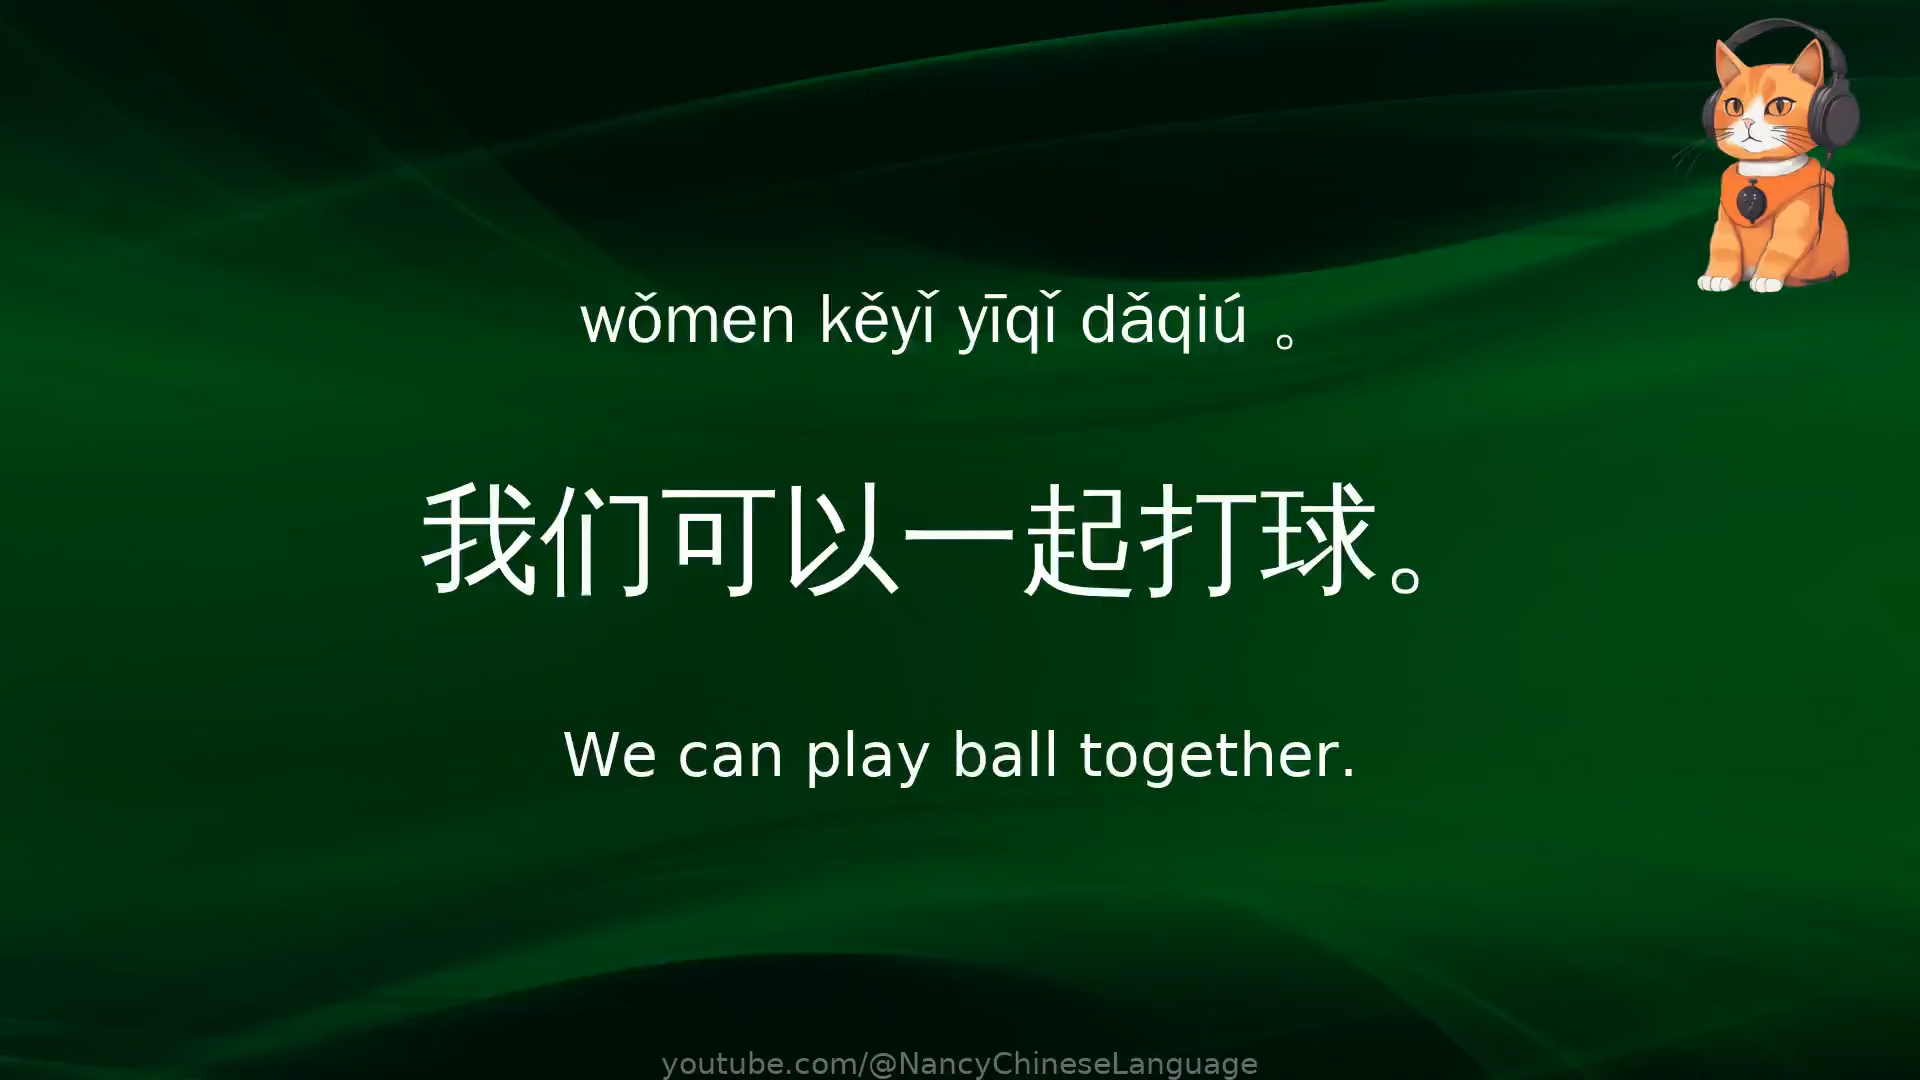 wǒmen kěyǐ yīqǐ dǎqiú 。
我们可以一起打球。
We can play ball together.
youtube.com/@NancyChineseLanguage